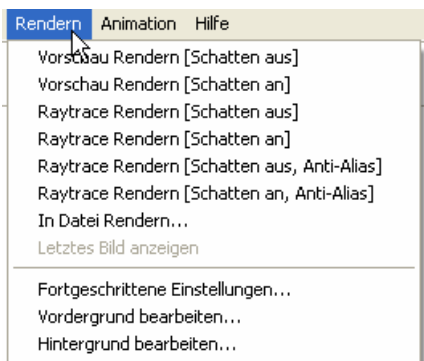 Rendern Animation Hilfe
Vorschau Rendern [Schatten aus]
Vorschau Rendern [Schatten an]
Raytrace Rendern [Schatten aus]
Raytrace Rendern [Schatten an]
Raytrace Rendern [Schatten aus, Anti-Alias]
Raytrace Rendern [Schatten an, Anti-Alias]
In Datei Rendern...
Letztes Bild anzeigen
Fortgeschrittene Einstellungen...
Vordergrund bearbeiten...
Hintergrund bearbeiten...